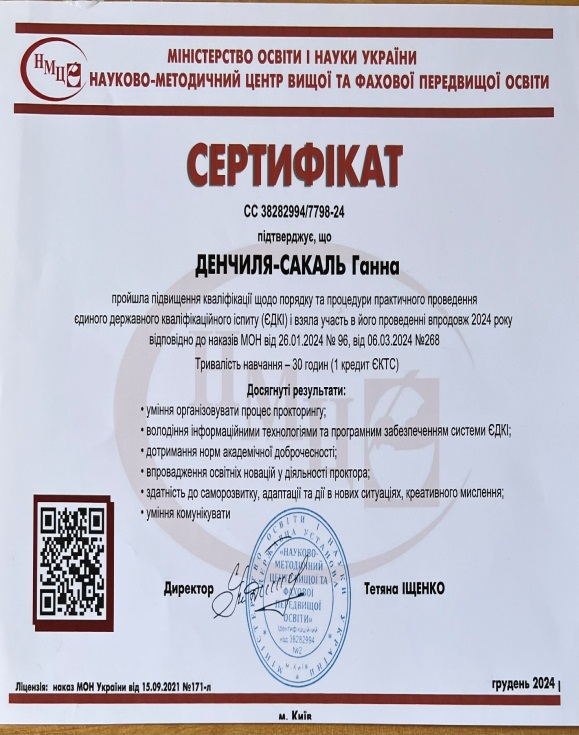 НМЦ
МІНІСТЕРСТВО ОСВІТИ І НАУКИ УКРАЇНИ
НАУКОВО-МЕТОДИЧНИЙ ЦЕНТР ВИЩОЇ ТА ФАХОВОЇ ПЕРЕДВИЩОЇ ОСВІТИ
СЕРТИФІКАТ
СС 38282994/7798-24
підтверджує, що
ДЕНЧИЛЯ-САКАЛЬ Ганна
пройшла підвищення кваліфікації щодо порядку та процедури практичного проведення
єдиного державного кваліфікаційного іспиту (ЄДКІ) і взяла участь в його проведенні впродовж 2024 року
відповідно до наказів МОН від 26.01.2024 № 96, від 06.03.2024 №268
Тривалість навчання – 30 годин (1 кредит ЄКТС)
Досягнуті результати:
• уміння організовувати процес прокторингу;
• володіння інформаційними технологіями та програмним забезпеченням системи ЄДКІ;
• дотримання норм академічної доброчесності;
• впровадження освітніх новацій у діяльності проктора;
• здатність до саморозвитку, адаптації та дії в нових ситуаціях, креативного мислення;
• уміння комунікувати
Директор
Тетяна ІЩЕНКО
«НАУКОВО-
МЕТОДИЧНИЙ
ЦЕНТР ВИЩОЇ ТА
ФАХОВОЇ
ПЕРЕДВИЩОЇ
ОСВІТИ»
Ідентифікаційний
код 38282994
№2
Ліцензія: наказ МОН України від 15.09.2021 №171-л
грудень 2024
м. Київ